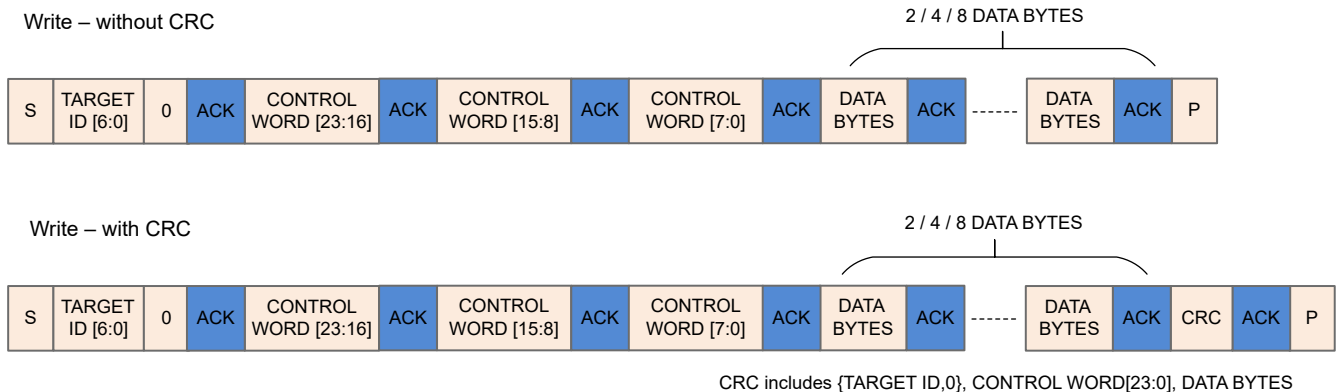 Write – without CRC
2 / 4 / 8 DATA BYTES
S TARGET ID [6:0] 0 ACK CONTROL WORD [23:16] ACK CONTROL WORD [15:8] ACK CONTROL WORD [7:0] ACK DATA BYTES ACK ------ DATA BYTES ACK P
Write – with CRC
2 / 4 / 8 DATA BYTES
S TARGET ID [6:0] 0 ACK CONTROL WORD [23:16] ACK CONTROL WORD [15:8] ACK CONTROL WORD [7:0] ACK DATA BYTES ACK ------ DATA BYTES ACK CRC ACK P
CRC includes {TARGET ID,0}, CONTROL WORD[23:0], DATA BYTES